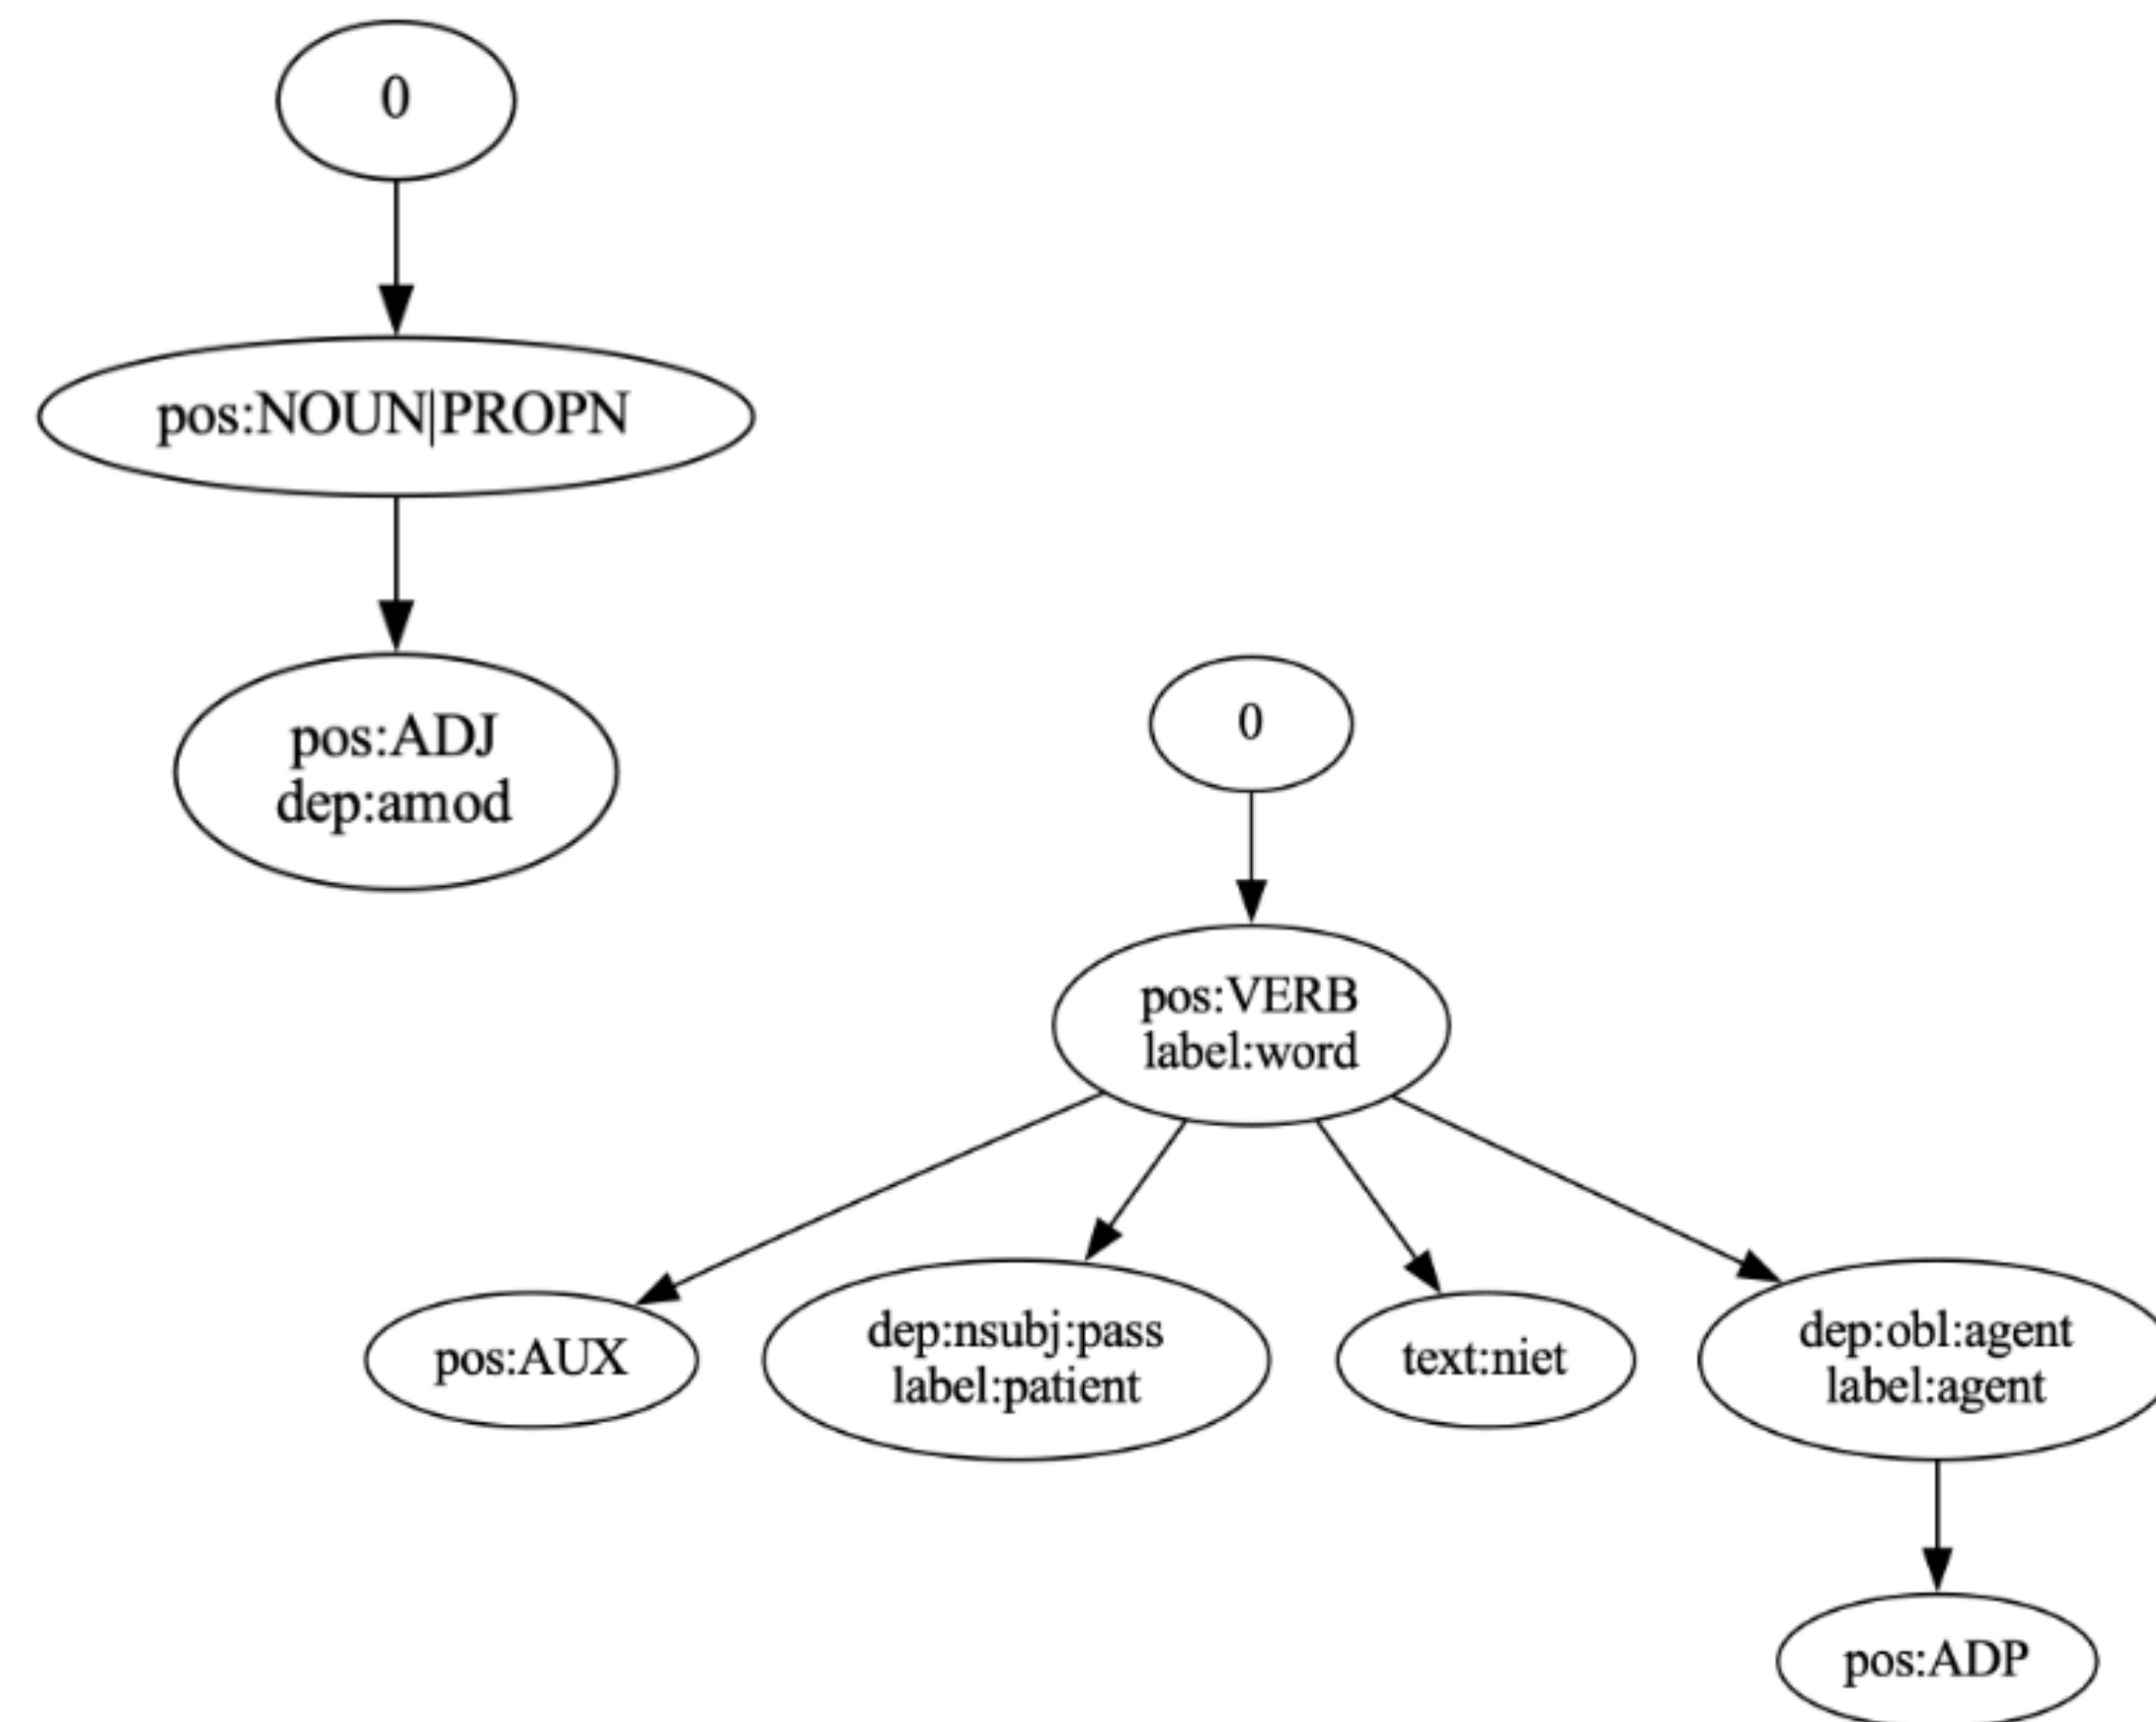 0
pos:NOUN|PROPN
pos:ADJ
dep:amod
0
pos:VERB
label:word
pos:AUX
dep:nsubj:pass
label:patient
text:niet
dep:obl:agent
label:agent
pos:ADP